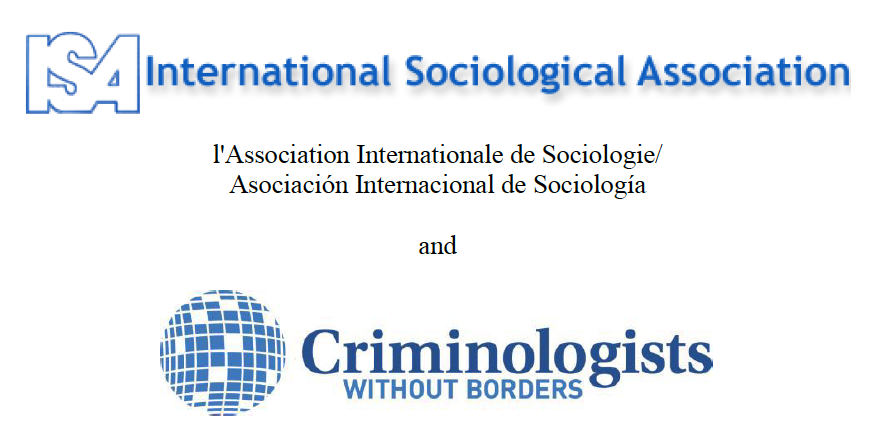 ISA International Sociological Association
l'Association Internationale de Sociologie/
Asociación Internacional de Sociología
and
Criminologists
WITHOUT BORDERS